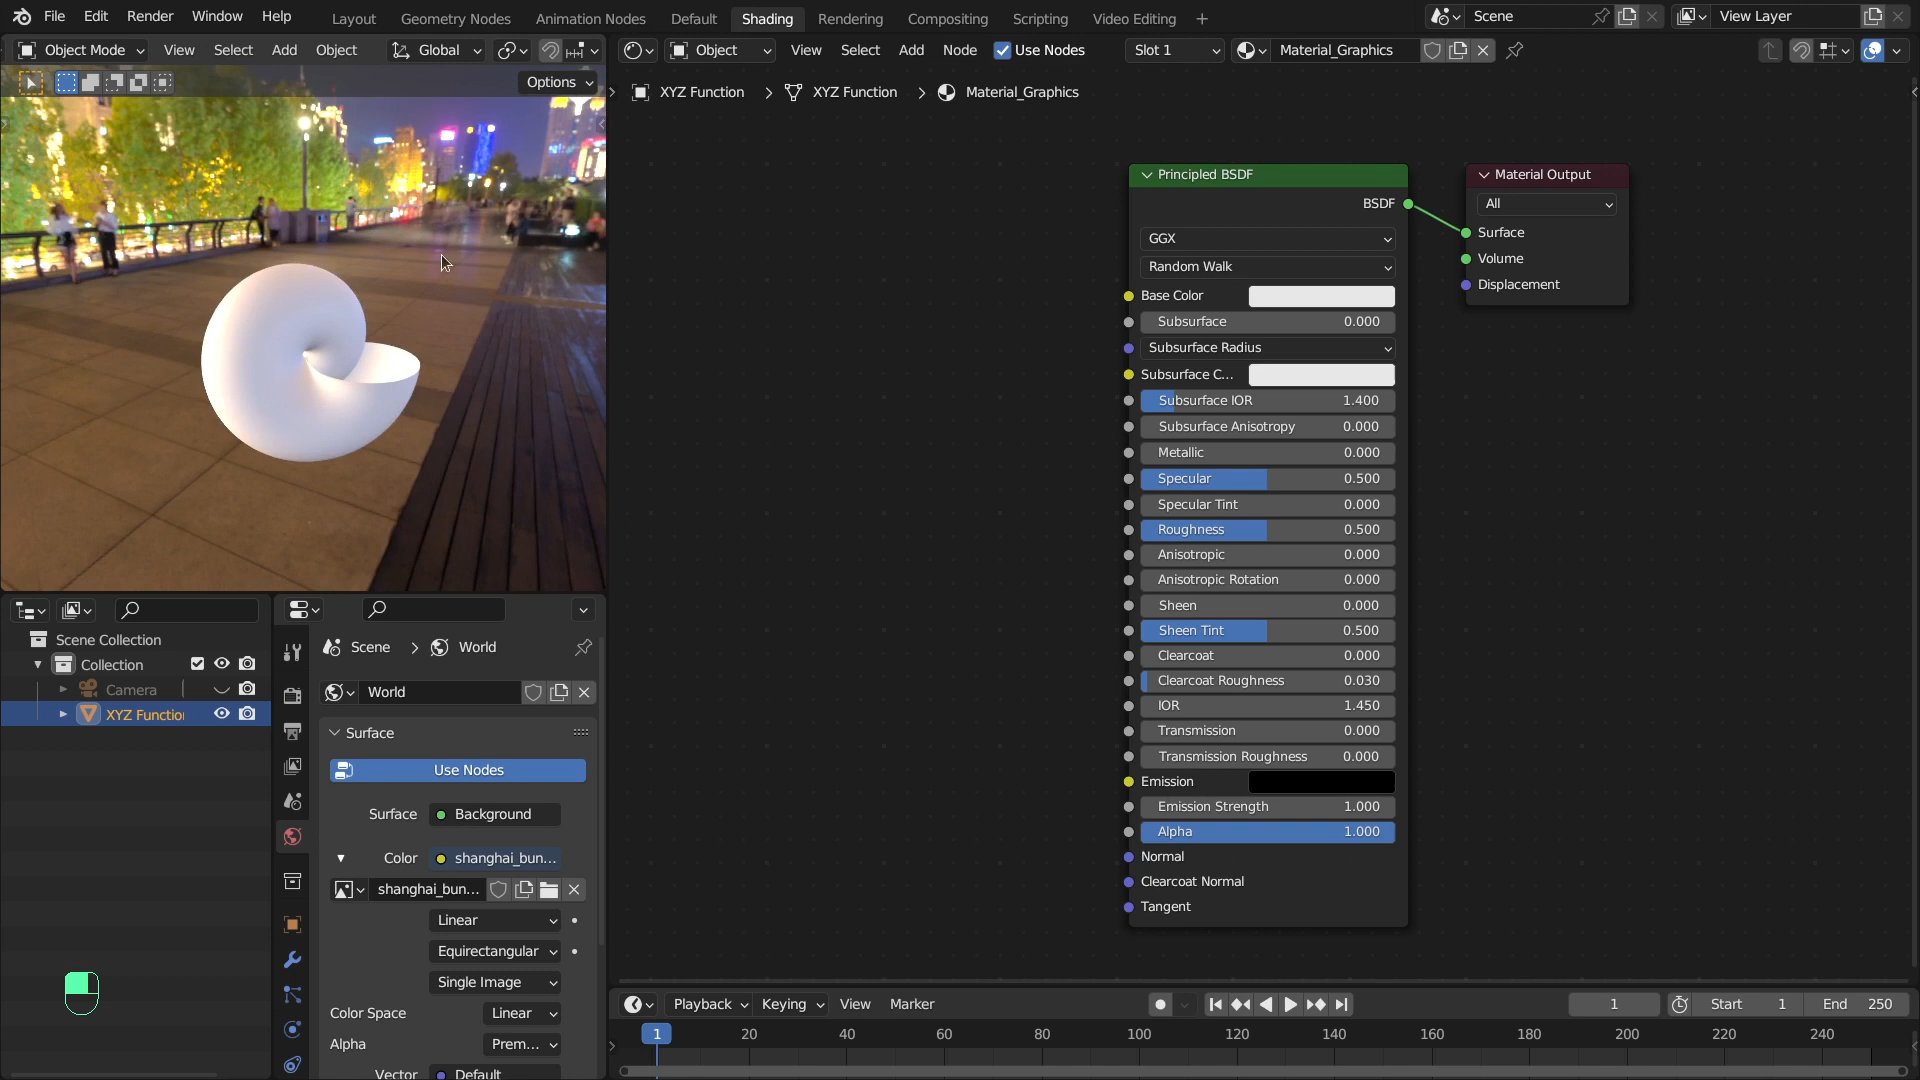 File Edit Render Window Help Layout Geometry Nodes Animation Nodes Default Shading Rendering Compositing Scripting Video Editing + Scene View Layer
Object Mode View Select Add Object Global Object View Select Add Node Use Nodes Slot 1 Material_Graphics
Options
XYZ Function > XYZ Function > Material_Graphics
Principled BSDF
BSDF
GGX
Random Walk
Base Color
Subsurface 0.000
Subsurface Radius
Subsurface C...
Subsurface IOR 1.400
Subsurface Anisotropy 0.000
Metallic 0.000
Specular 0.500
Specular Tint 0.000
Roughness 0.500
Anisotropic 0.000
Anisotropic Rotation 0.000
Sheen 0.000
Sheen Tint 0.500
Clearcoat 0.000
Clearcoat Roughness 0.030
IOR 1.450
Transmission 0.000
Transmission Roughness 0.000
Emission
Emission Strength 1.000
Alpha 1.000
Normal
Clearcoat Normal
Tangent
Material Output
All
Surface
Volume
Displacement
Scene Collection
Collection
Camera
XYZ Functio
Scene > World
World
Surface
Use Nodes
Surface Background
Color shanghai_bun...
shanghai_bun...
Linear
Equirectangular
Single Image
Color Space Linear
Alpha Prem...
Vector Default
Playback Keying View Marker 1 Start 1 End 250
1 20 40 60 80 100 120 140 160 180 200 220 240